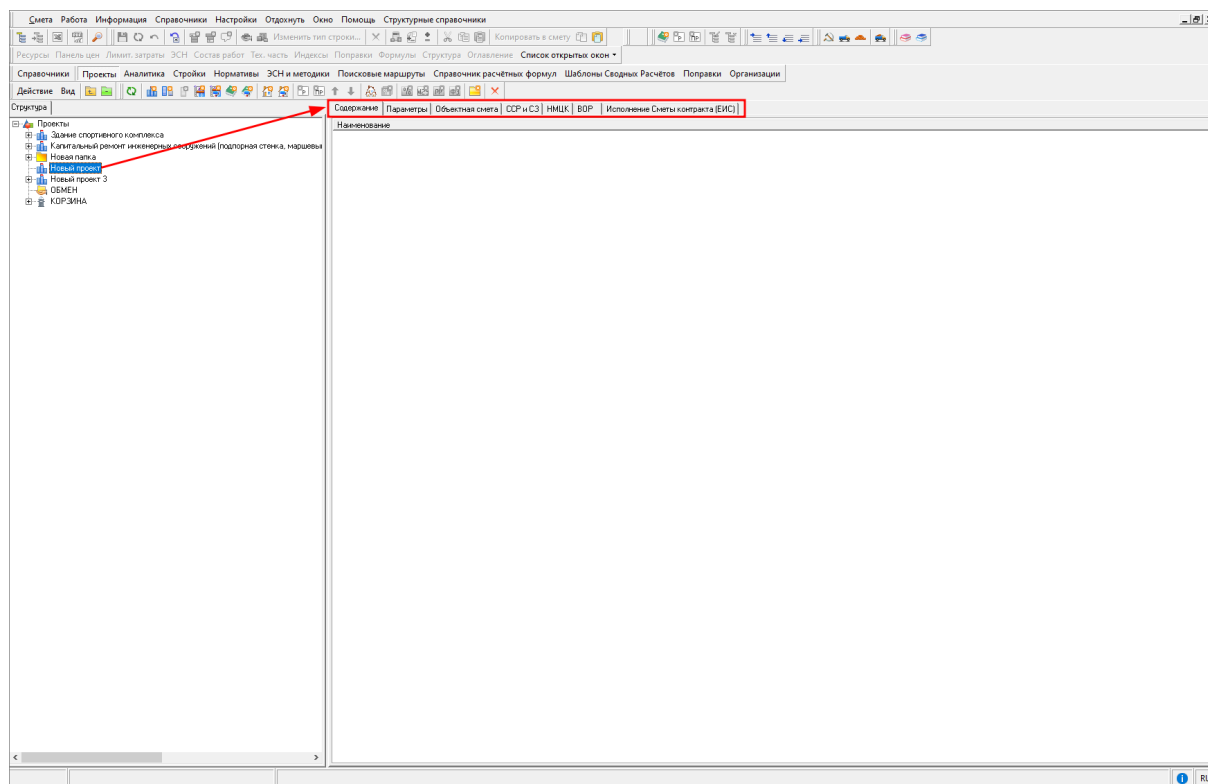 Смета Работа Информация Справочники Настройки Отдохнуть Окно Помощь Структурные справочники
Изменить тип строки... Копировать в смету
Ресурсы Панель цен Лимит. затраты ЭСН Состав работ Тех. часть Индексы Поправки Формулы Структура Оглавление Список открытых окон
Справочники Проекты Аналитика Стройки Нормативы ЭСН и методики Поисковые маршруты Справочник расчётных формул Шаблоны Сводных Расчётов Поправки Организации
Действие Вид
Структура
Содержание Параметры Объектная смета ССР и СЗ НМЦК ВОР Исполнение Сметы контракта (ЕИС)
Наименование
Проекты
Здание спортивного комплекса
Капитальный ремонт инженерных сооружений (подпорная стенка, маршевы
Новая папка
Новый проект
Новый проект 3
ОБМЕН
КОРЗИНА
RU